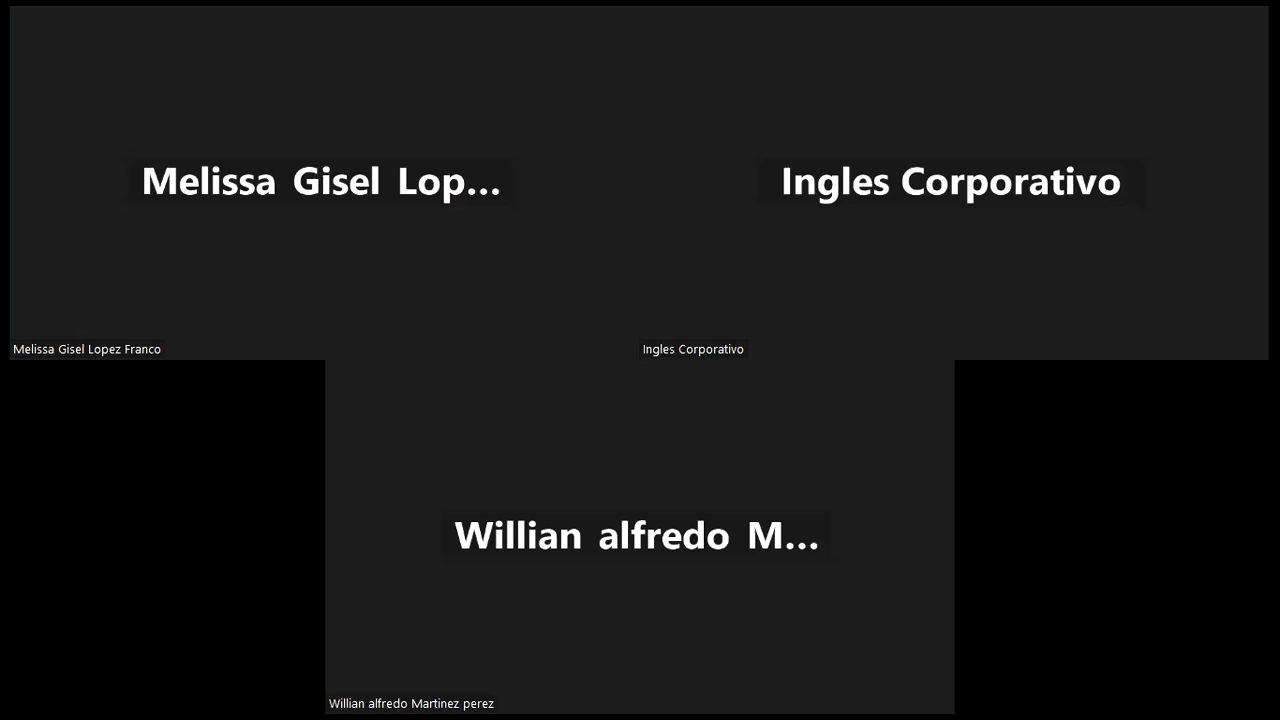 Melissa Gisel Lop...
Ingles Corporativo
Melissa Gisel Lopez Franco
Ingles Corporativo
Willian alfredo M...
Willian alfredo Martinez perez